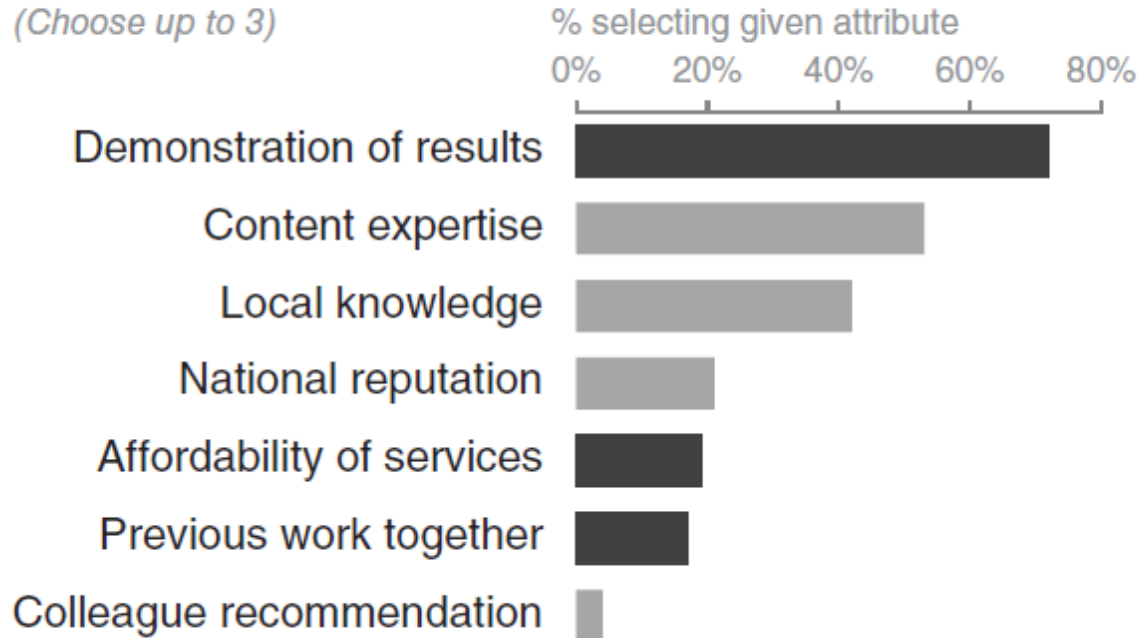 (Choose up to 3)
% selecting given attribute
0% 20% 40% 60% 80%
Demonstration of results
Content expertise
Local knowledge
National reputation
Affordability of services
Previous work together
Colleague recommendation